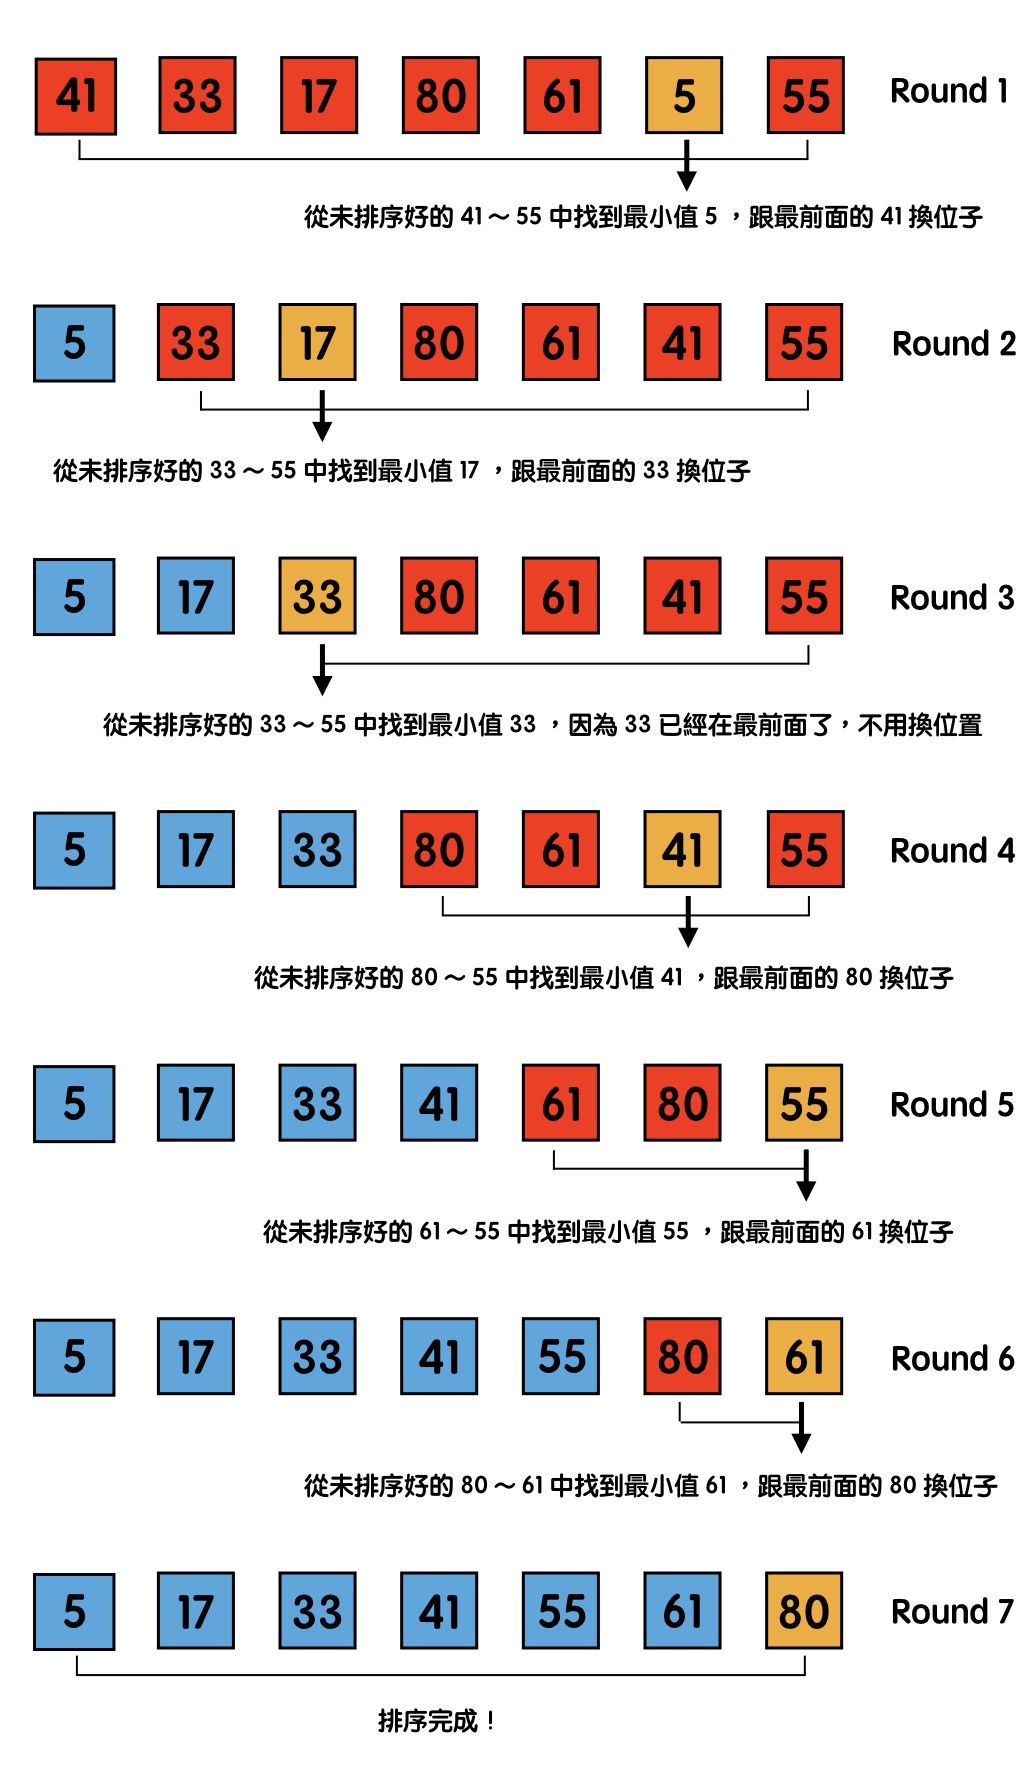 41 33 17 80 61 5 55 Round 1
從未排序好的 41～ 55 中找到最小值 5 ，跟最前面的 41 換位子
5 33 17 80 61 41 55 Round 2
從未排序好的 33 ～ 55 中找到最小值 17 ，跟最前面的 33 換位子
5 17 33 80 61 41 55 Round 3
從未排序好的 33 ～ 55 中找到最小值 33 ，因為 33 已經在最前面了，不用換位置
5 17 33 80 61 41 55 Round 4
從未排序好的 80 ～ 55 中找到最小值 41 ，跟最前面的 80 換位子
5 17 33 41 61 80 55 Round 5
從未排序好的 61～ 55 中找到最小值 55 ，跟最前面的 61 換位子
5 17 33 41 55 80 61 Round 6
從未排序好的 80 ～ 61 中找到最小值 61 ，跟最前面的 80 換位子
5 17 33 41 55 61 80 Round 7
排序完成！